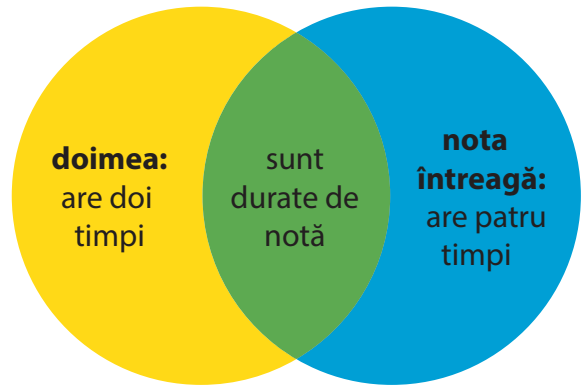 doimea:
are doi
timpi
sunt
durate de
notă
nota
întreagă:
are patru
timpi